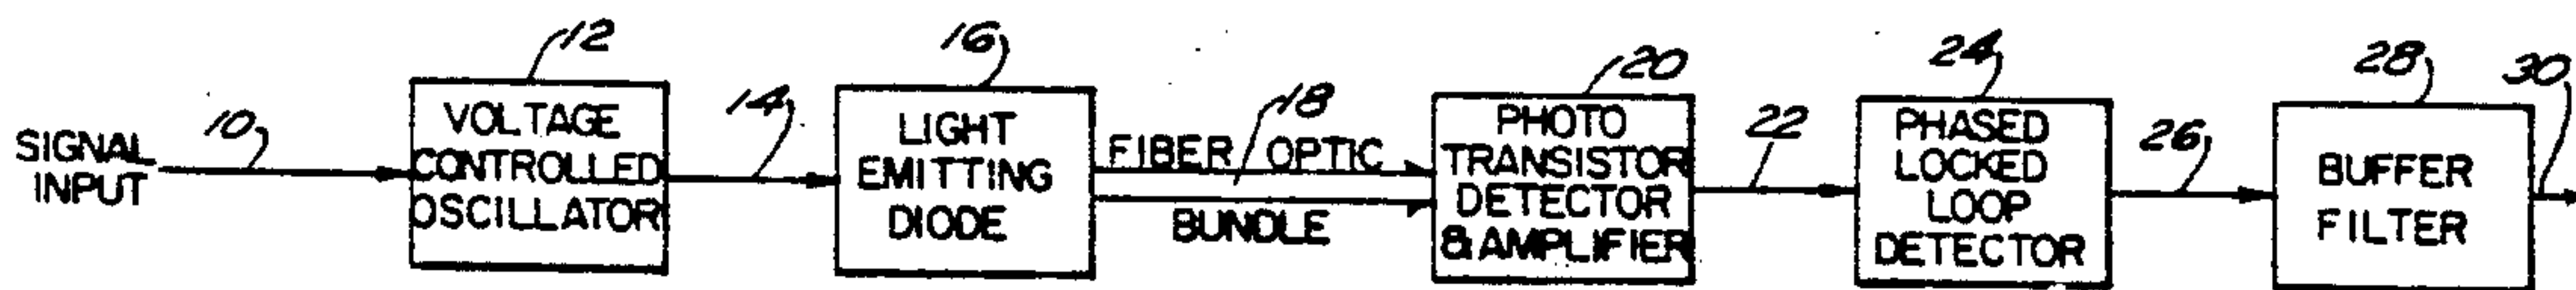 12
16
20
24
28
30
10
14
18
22
26
SIGNAL
INPUT
VOLTAGE
CONTROLLED
OSCILLATOR
LIGHT
EMITTING
DIODE
FIBER OPTIC
BUNDLE
PHOTO
TRANSISTOR
DETECTOR
& AMPLIFIER
PHASED
LOCKED
LOOP
DETECTOR
BUFFER
FILTER